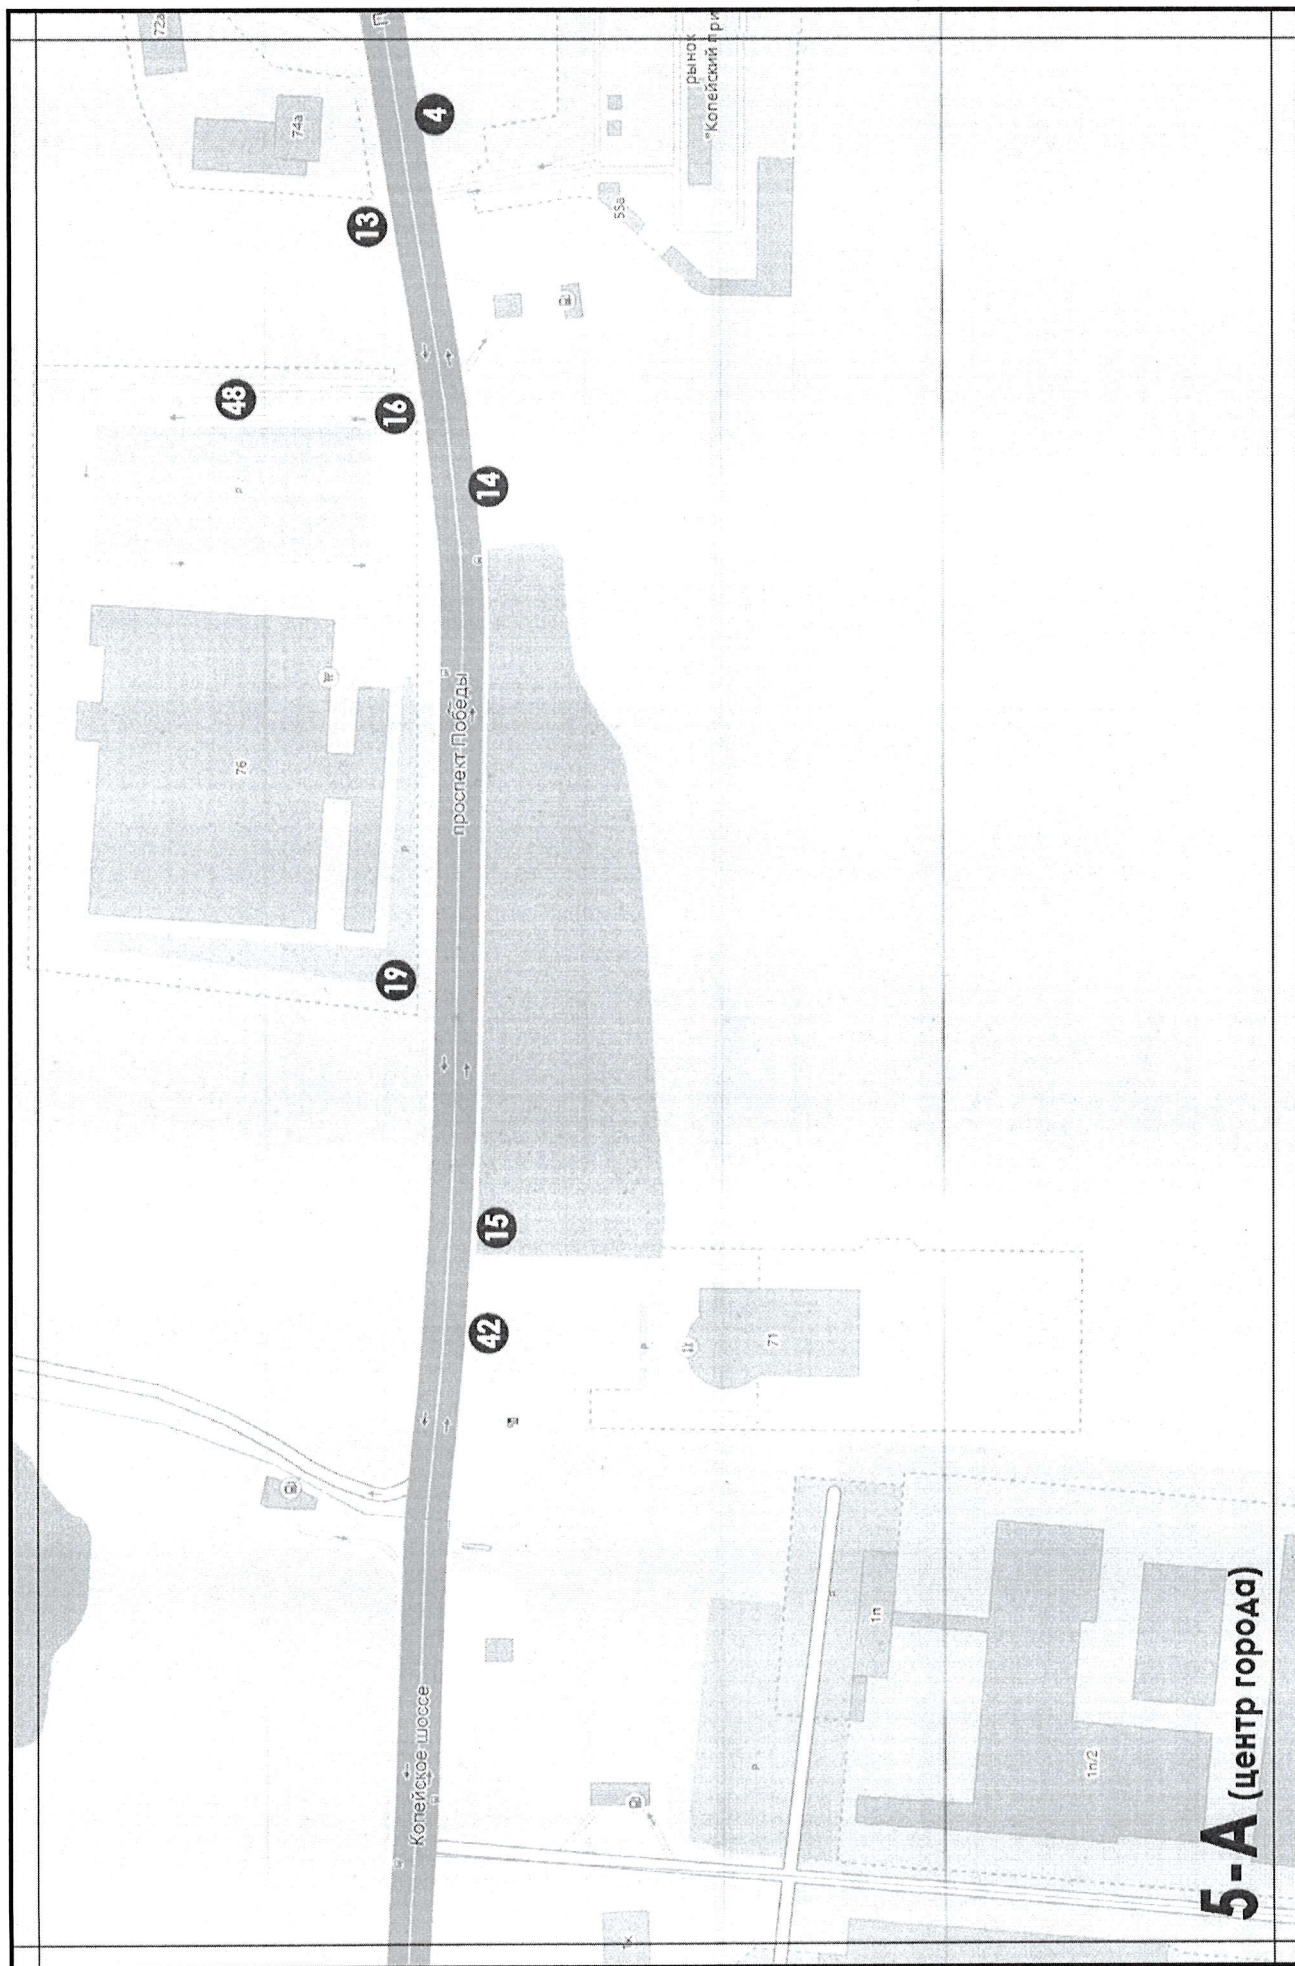 72а
74а
4
13
рынок
"Копейский при
55а
48
16
14
P
76
проспект Победы
P
19
15
42
P
71
P
1п
P
Копейское шоссе
1п/2
5-А (центр города)